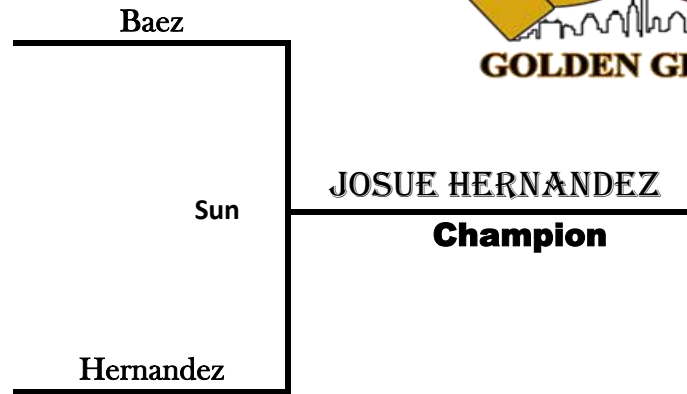 Baez
GOLDEN
JOSUE HERNANDEZ
Sun
Champion
Hernandez